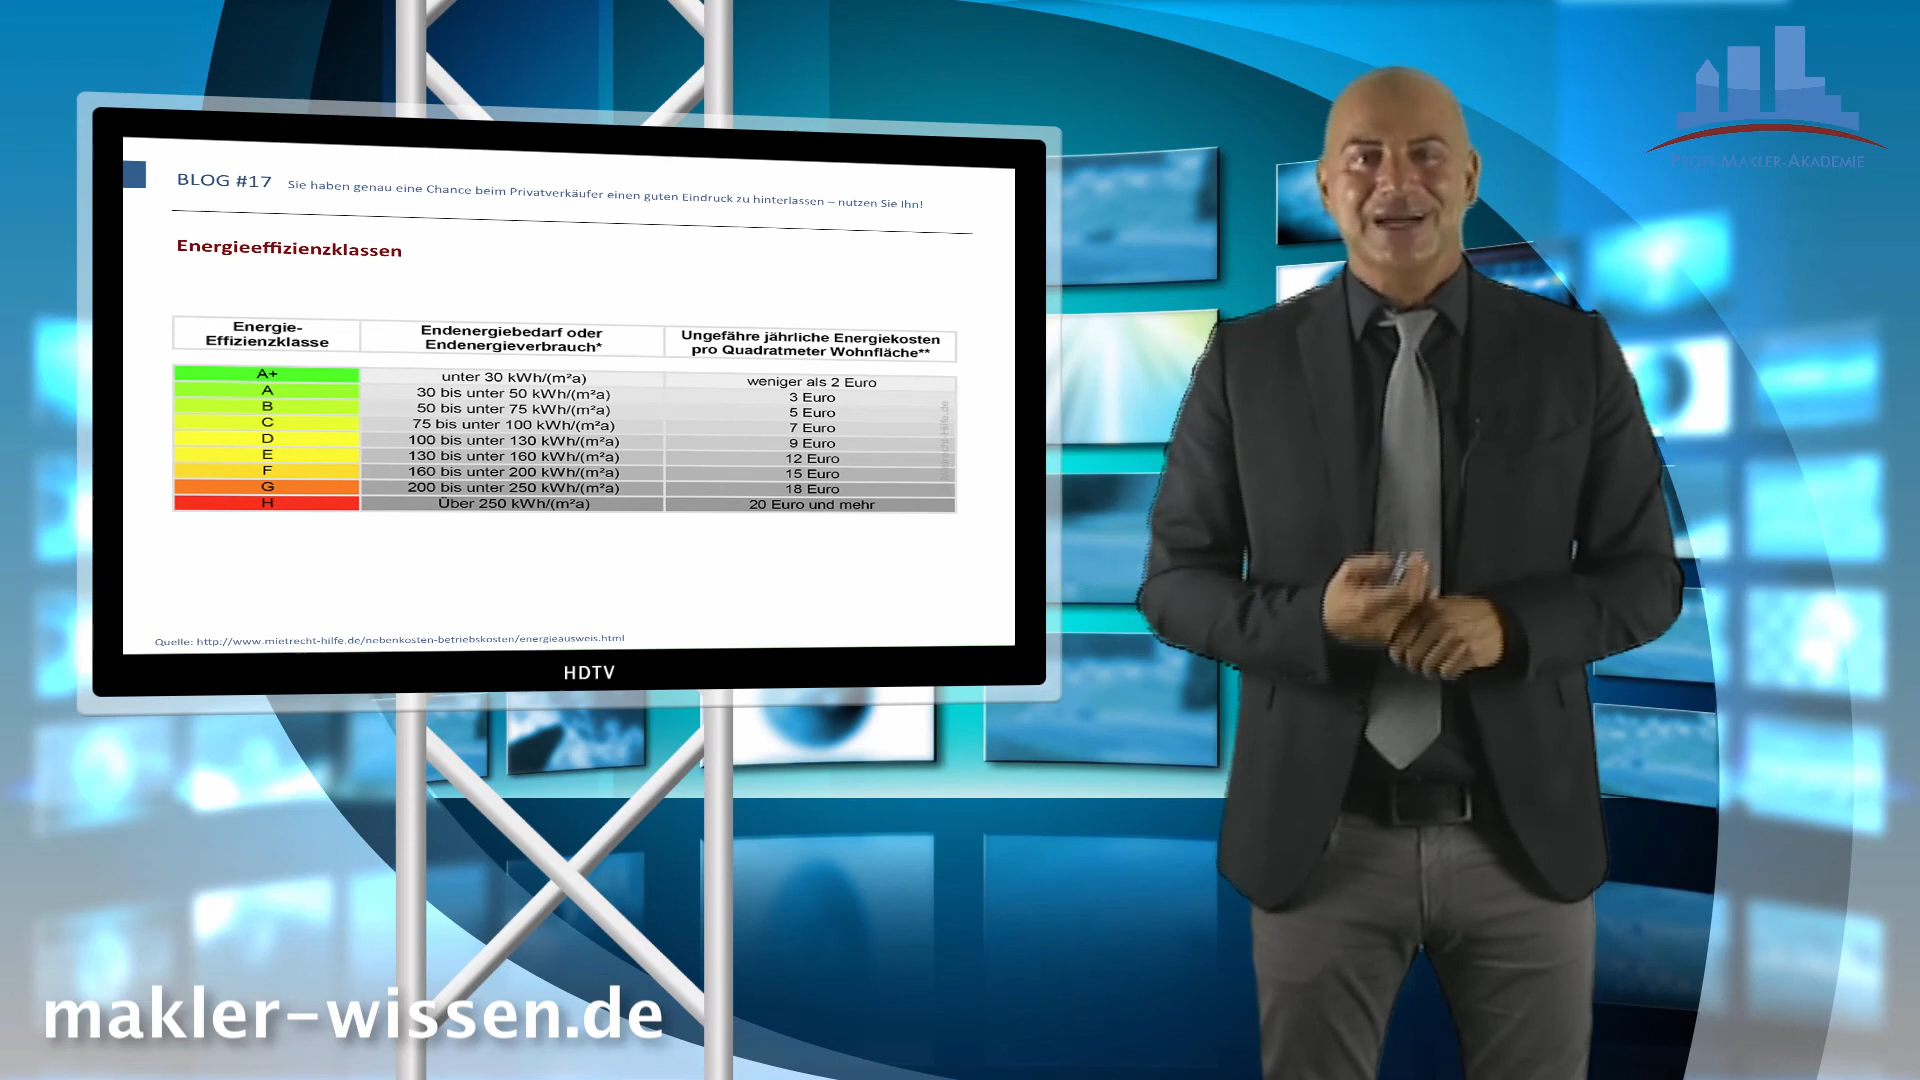 PROFI-MAKLER-AKADEMIE
BLOG #17 Sie haben genau eine Chance beim Privatverkäufer einen guten Eindruck zu hinterlassen – nutzen Sie Ihn!
Energieeffizienzklassen
Energie-Effizienzklasse Endenergiebedarf oder Endenergieverbrauch* Ungefähre jährliche Energiekosten pro Quadratmeter Wohnfläche**
A+ unter 30 kWh/(m²a) weniger als 2 Euro
A 30 bis unter 50 kWh/(m²a) 3 Euro
B 50 bis unter 75 kWh/(m²a) 5 Euro
C 75 bis unter 100 kWh/(m²a) 7 Euro
D 100 bis unter 130 kWh/(m²a) 9 Euro
E 130 bis unter 160 kWh/(m²a) 12 Euro
F 160 bis unter 200 kWh/(m²a) 15 Euro
G 200 bis unter 250 kWh/(m²a) 18 Euro
H Über 250 kWh/(m²a) 20 Euro und mehr
Mietrecht-Hilfe.de
Quelle: http://www.mietrecht-hilfe.de/nebenkosten-betriebskosten/energieausweis.html
HDTV
makler-wissen.de